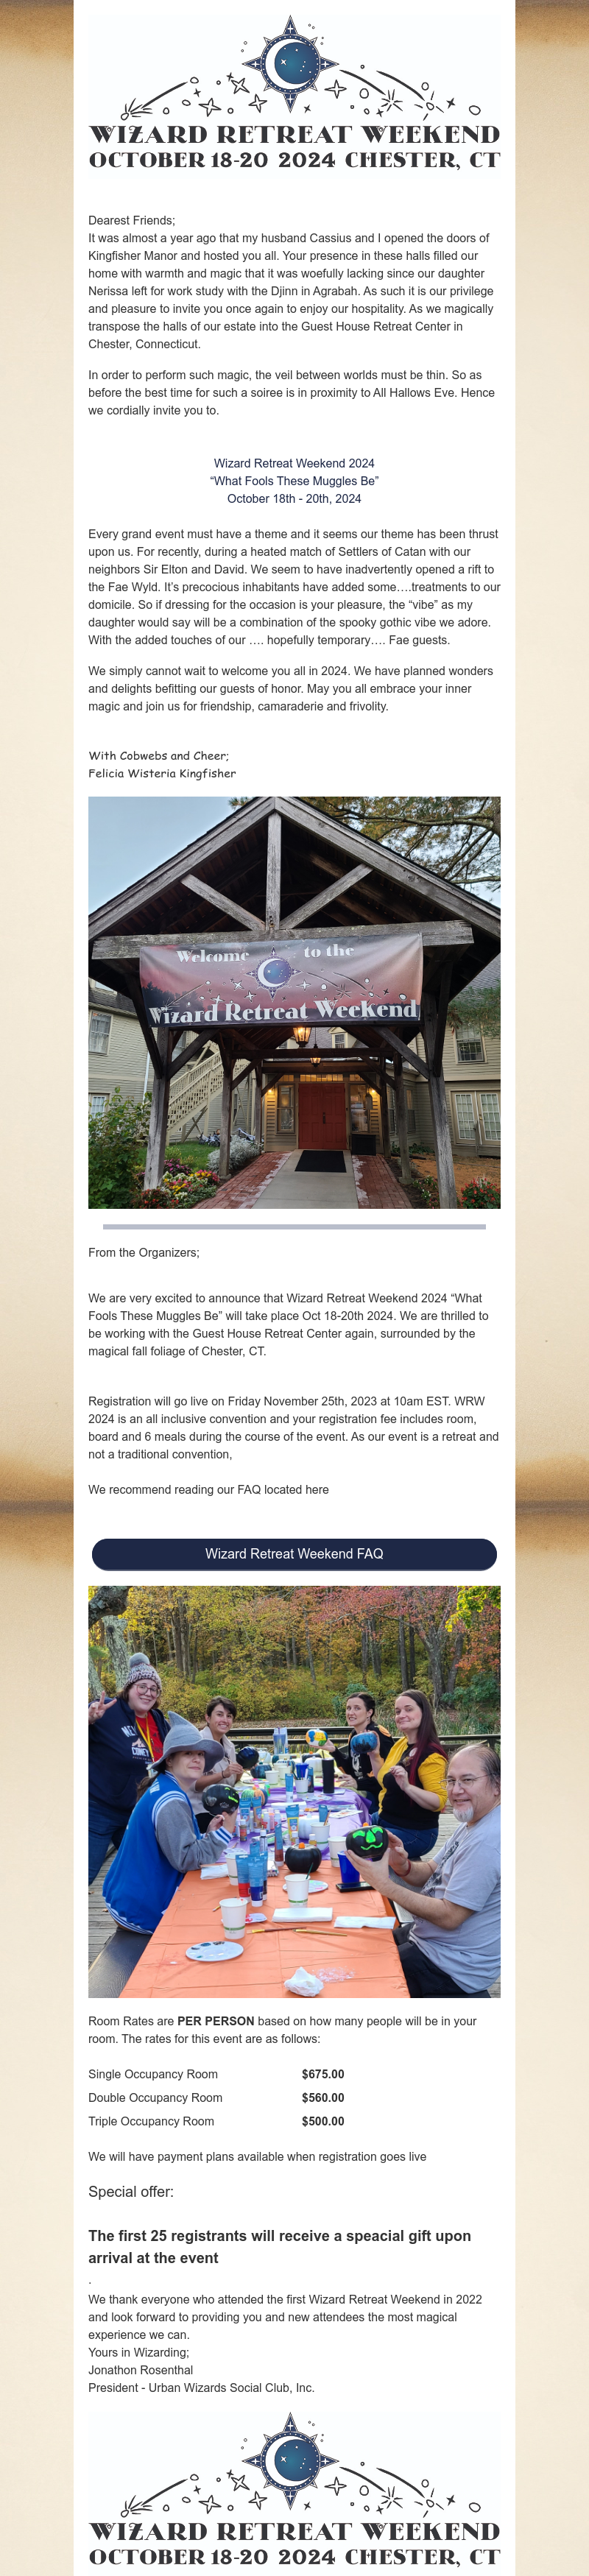 WIZARD RETREAT WEEKEND
OCTOBER 18-20 2024 CHESTER, CT
Dearest Friends;
It was almost a year ago that my husband Cassius and I opened the doors of
Kingfisher Manor and hosted you all. Your presence in these halls filled our
home with warmth and magic that it was woefully lacking since our daughter
Nerissa left for work study with the Djinn in Agrabah. As such it is our privilege
and pleasure to invite you once again to enjoy our hospitality. As we magically
transpose the halls of our estate into the Guest House Retreat Center in
Chester, Connecticut.
In order to perform such magic, the veil between worlds must be thin. So as
before the best time for such a soiree is in proximity to All Hallows Eve. Hence
we cordially invite you to.
Wizard Retreat Weekend 2024
“What Fools These Muggles Be”
October 18th - 20th, 2024
Every grand event must have a theme and it seems our theme has been thrust
upon us. For recently, during a heated match of Settlers of Catan with our
neighbors Sir Elton and David. We seem to have inadvertently opened a rift to
the Fae Wyld. It’s precocious inhabitants have added some….treatments to our
domicile. So if dressing for the occasion is your pleasure, the “vibe” as my
daughter would say will be a combination of the spooky gothic vibe we adore.
With the added touches of our …. hopefully temporary…. Fae guests.
We simply cannot wait to welcome you all in 2024. We have planned wonders
and delights befitting our guests of honor. May you all embrace your inner
magic and join us for friendship, camaraderie and frivolity.
With Cobwebs and Cheer;
Felicia Wisteria Kingfisher
Welcome to the
Wizard Retreat Weekend
From the Organizers;
We are very excited to announce that Wizard Retreat Weekend 2024 “What
Fools These Muggles Be” will take place Oct 18-20th 2024. We are thrilled to
be working with the Guest House Retreat Center again, surrounded by the
magical fall foliage of Chester, CT.
Registration will go live on Friday November 25th, 2023 at 10am EST. WRW
2024 is an all inclusive convention and your registration fee includes room,
board and 6 meals during the course of the event. As our event is a retreat and
not a traditional convention,
We recommend reading our FAQ located here
Wizard Retreat Weekend FAQ
Room Rates are PER PERSON based on how many people will be in your
room. The rates for this event are as follows:
Single Occupancy Room $675.00
Double Occupancy Room $560.00
Triple Occupancy Room $500.00
We will have payment plans available when registration goes live
Special offer:
The first 25 registrants will receive a speacial gift upon
arrival at the event
.
We thank everyone who attended the first Wizard Retreat Weekend in 2022
and look forward to providing you and new attendees the most magical
experience we can.
Yours in Wizarding;
Jonathon Rosenthal
President - Urban Wizards Social Club, Inc.
WIZARD RETREAT WEEKEND
OCTOBER 18-20 2024 CHESTER, CT